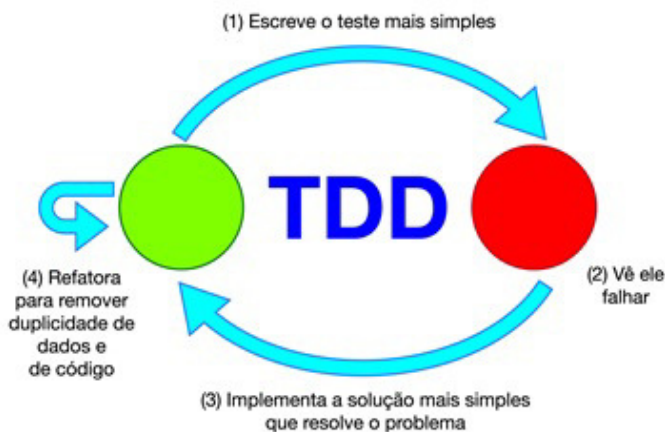 (1) Escreve o teste mais simples
TDD
(2) Vê ele
falhar
(3) Implementa a solução mais simples
que resolve o problema
(4) Refatora
para remover
duplicidade de
dados e
de código